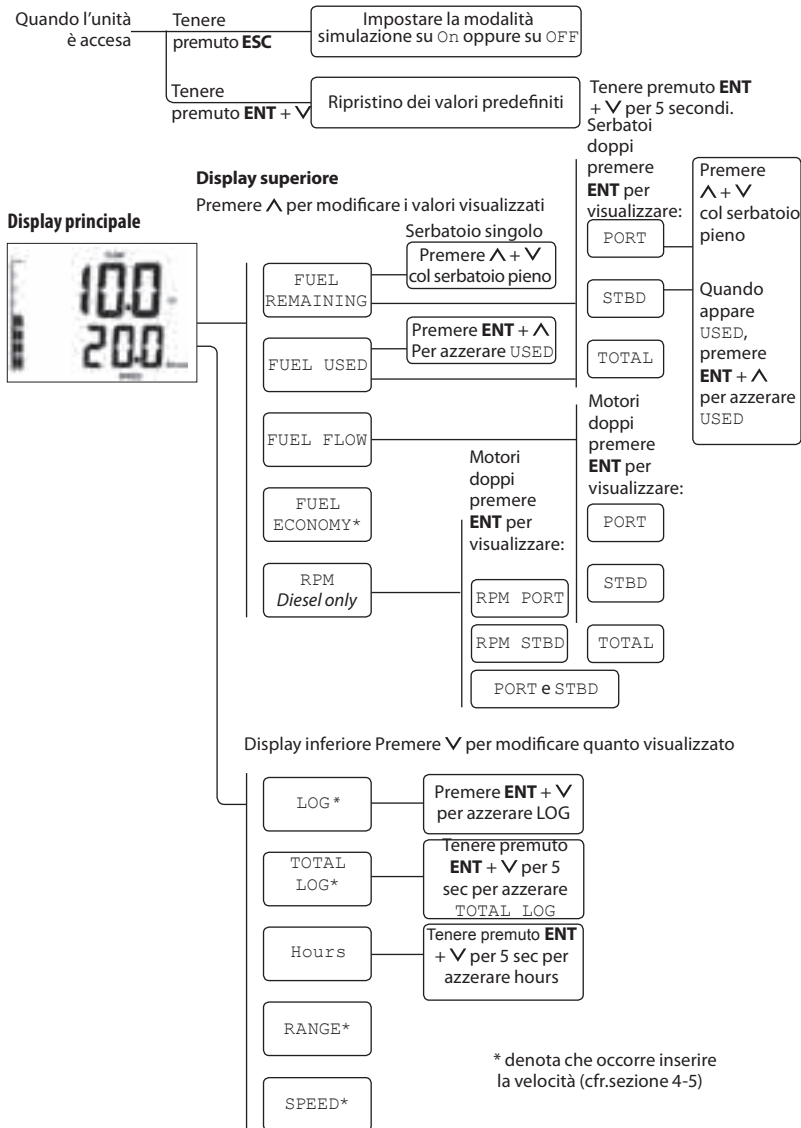 Quando l'unità
è accesa
Tenere
premuto ESC
Impostare la modalità
simulazione su On oppure su OFF
Tenere
premuto ENT + ∨
Ripristino dei valori predefiniti
Tenere premuto ENT
+ ∨ per 5 secondi.
Serbatoi
doppi
premere
ENT per
visualizzare:
PORT
STBD
TOTAL
Premere
∧ + ∨
col serbatoio
pieno
Quando
appare
USED,
premere
ENT + ∧
per azzerare
USED
Display superiore
Premere ∧ per modificare i valori visualizzati
Display principale
10.0
20.0
Serbatoio singolo
FUEL
REMAINING
Premere ∧ + ∨
col serbatoio pieno
FUEL USED
Premere ENT + ∧
Per azzerare USED
FUEL FLOW
Motori
doppi
premere
ENT per
visualizzare:
PORT
STBD
TOTAL
FUEL
ECONOMY*
RPM
Diesel only
Motori
doppi
premere
ENT per
visualizzare:
RPM PORT
RPM STBD
PORT e STBD
Display inferiore Premere ∨ per modificare quanto visualizzato
LOG*
Premere ENT + ∨
per azzerare LOG
TOTAL
LOG*
Tenere premuto
ENT + ∨ per 5
sec per azzerare
TOTAL LOG
Hours
Tenere premuto ENT
+ ∨ per 5 sec per
azzerare hours
RANGE*
SPEED*
* denota che occorre inserire
la velocità (cfr.sezione 4-5)